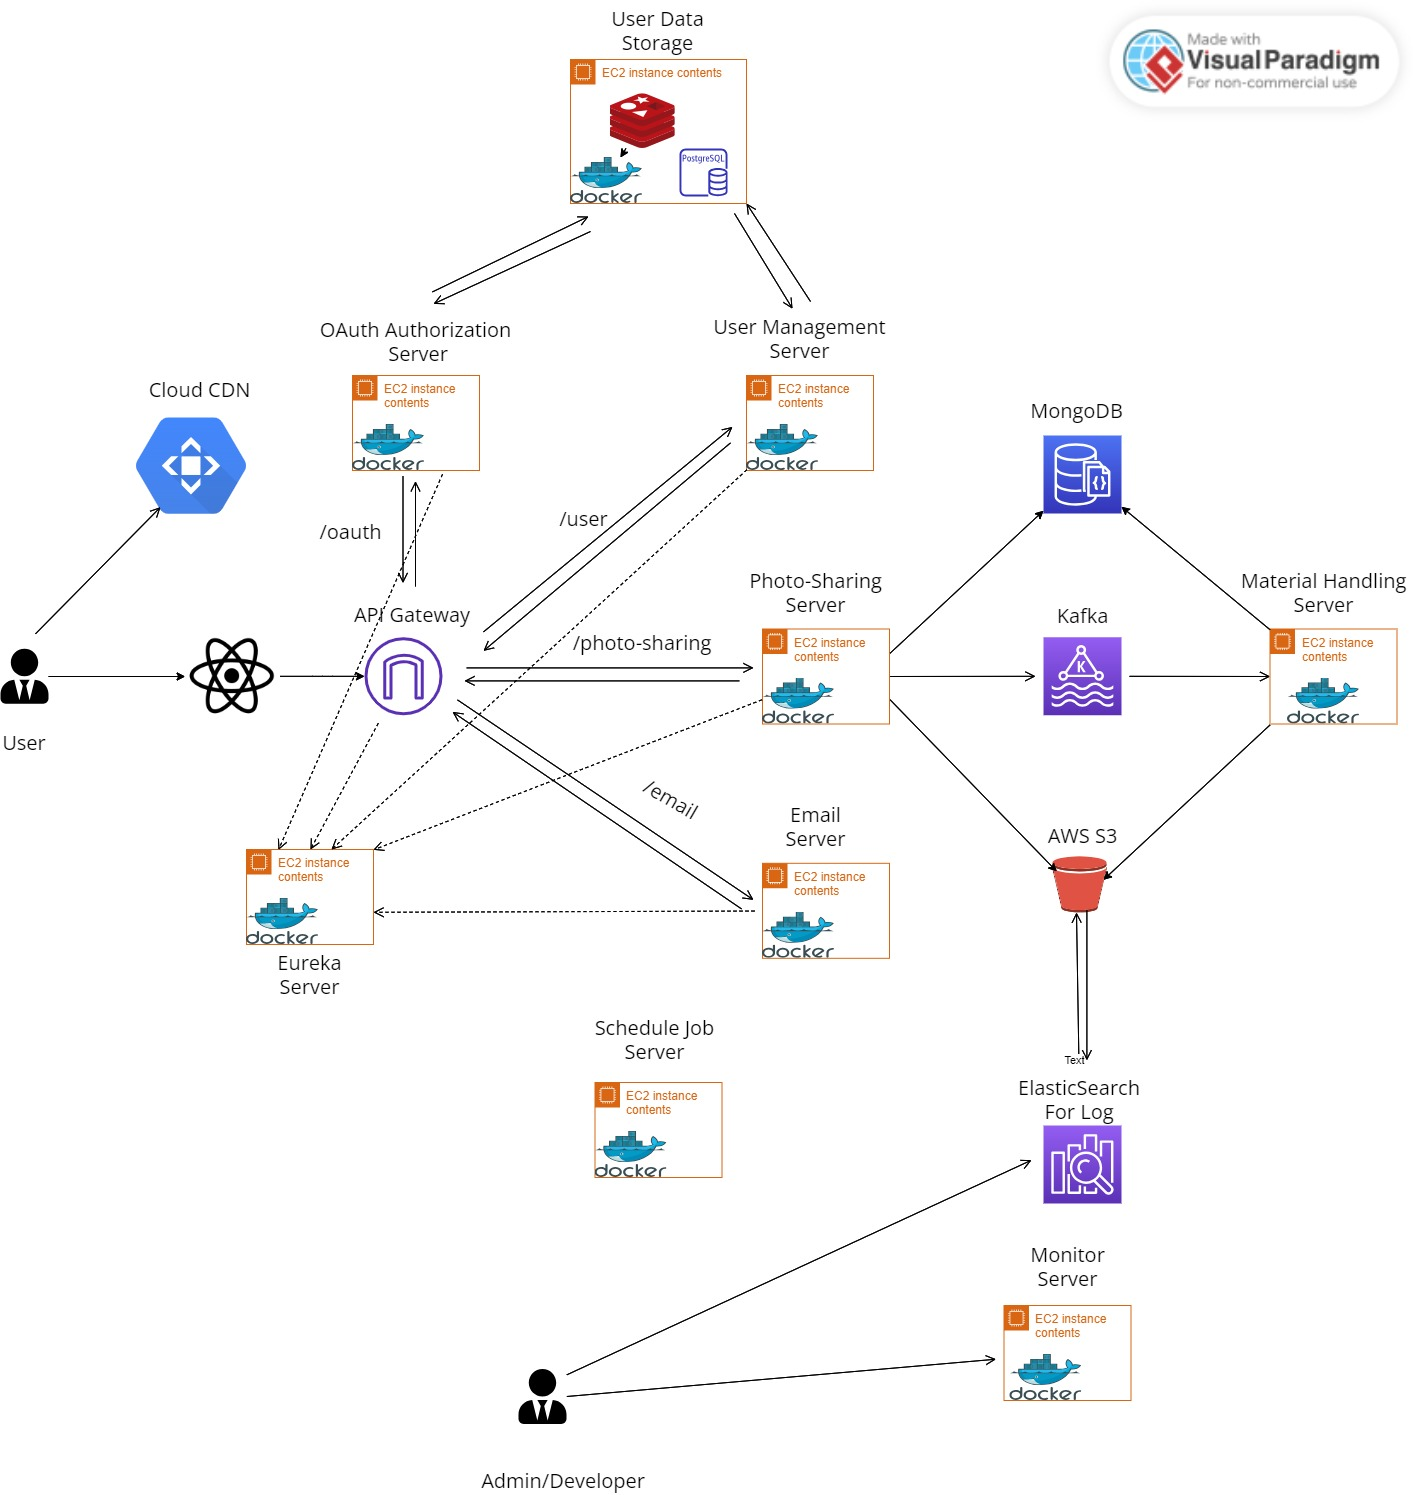 User Data
Storage
Made with
Visual Paradigm
For non-commercial use
EC2 instance contents
PostgreSQL
docker
OAuth Authorization
Server
User Management
Server
Cloud CDN
EC2 instance
contents
docker
EC2 instance
contents
docker
MongoDB
/oauth
/user
API Gateway
Photo-Sharing
Server
Kafka
K
Material Handling
Server
/photo-sharing
EC2 instance
contents
docker
EC2 instance
contents
docker
User
/email
Email
Server
AWS S3
EC2 instance
contents
docker
Eureka
Server
EC2 instance
contents
docker
Schedule Job
Server
Text
EC2 instance
contents
docker
ElasticSearch
For Log
Monitor
Server
EC2 instance
contents
docker
Admin/Developer